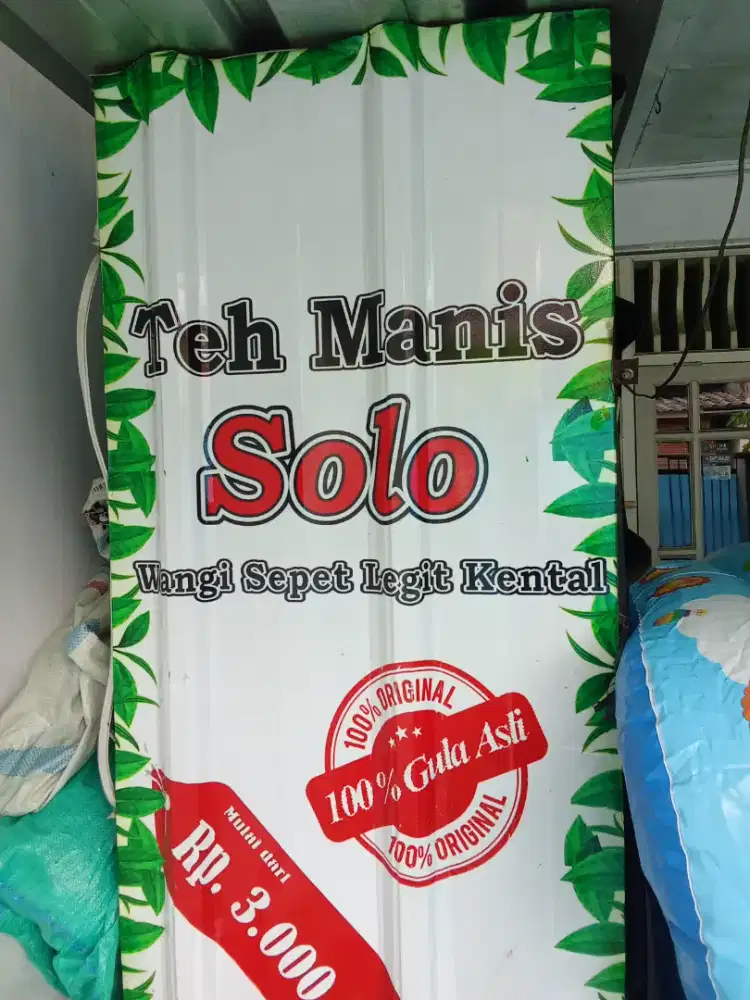 Teh Manis
Solo
Wangi Sepet Legit Kental
100% ORIGINAL
100% Gula Asli
100% ORIGINAL
Mulai dari
Rp. 3.000